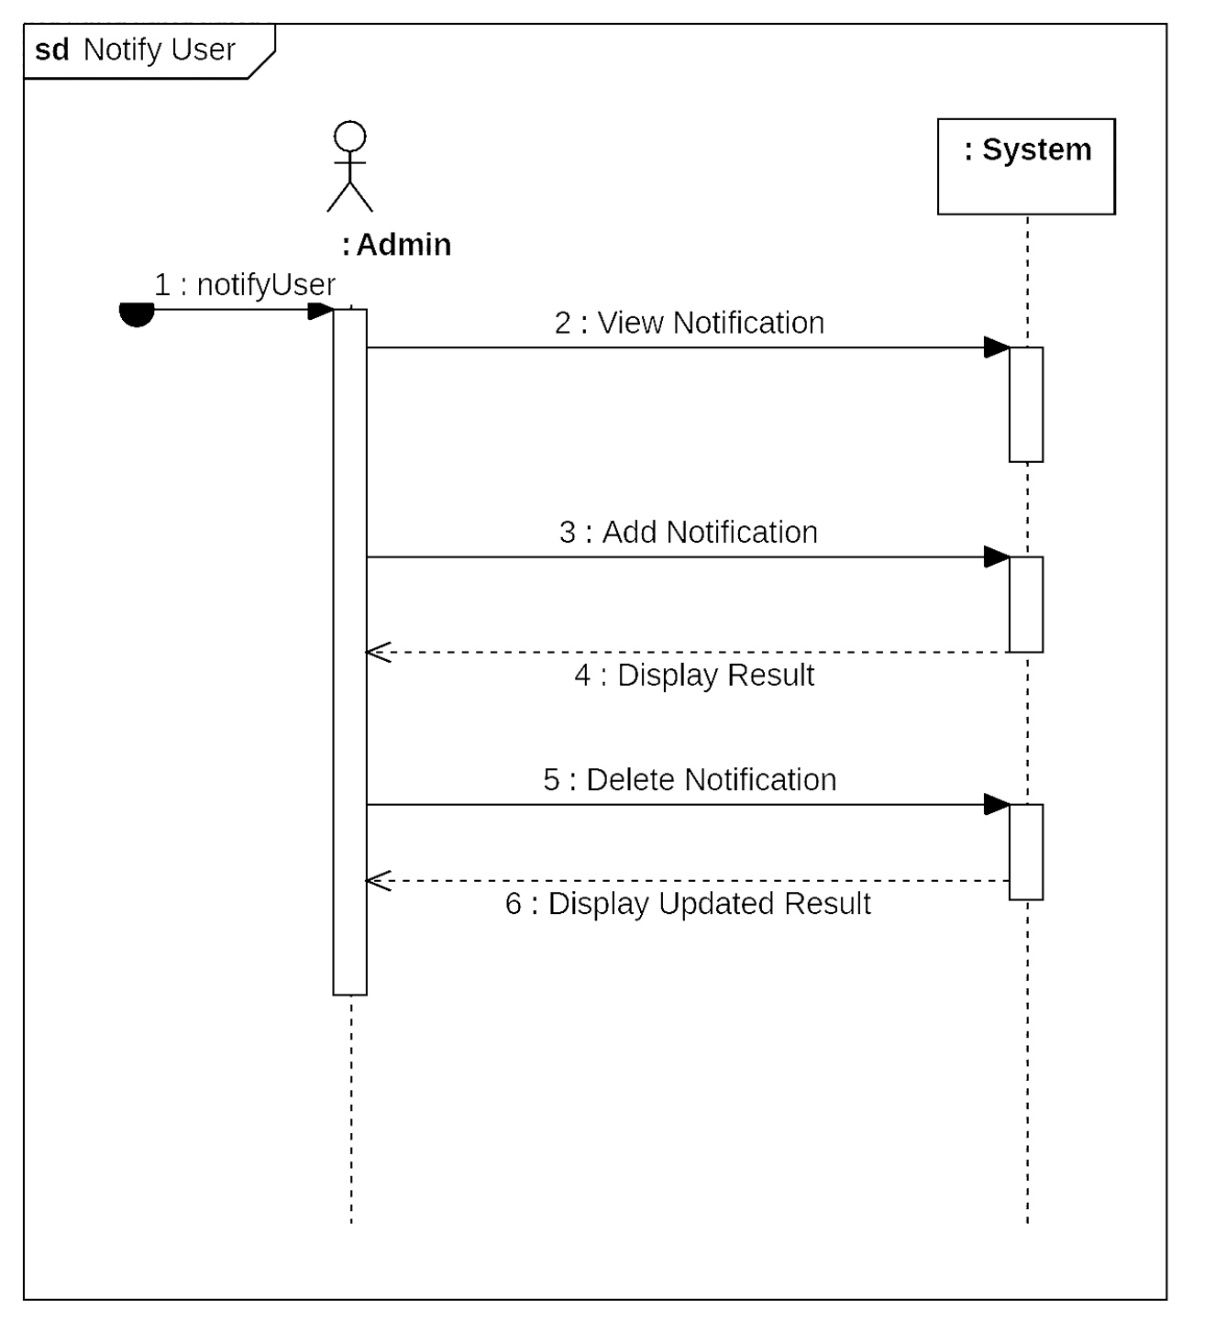 sd Notify User
: System
: Admin
1 : notifyUser
2 : View Notification
3 : Add Notification
4 : Display Result
5 : Delete Notification
6 : Display Updated Result